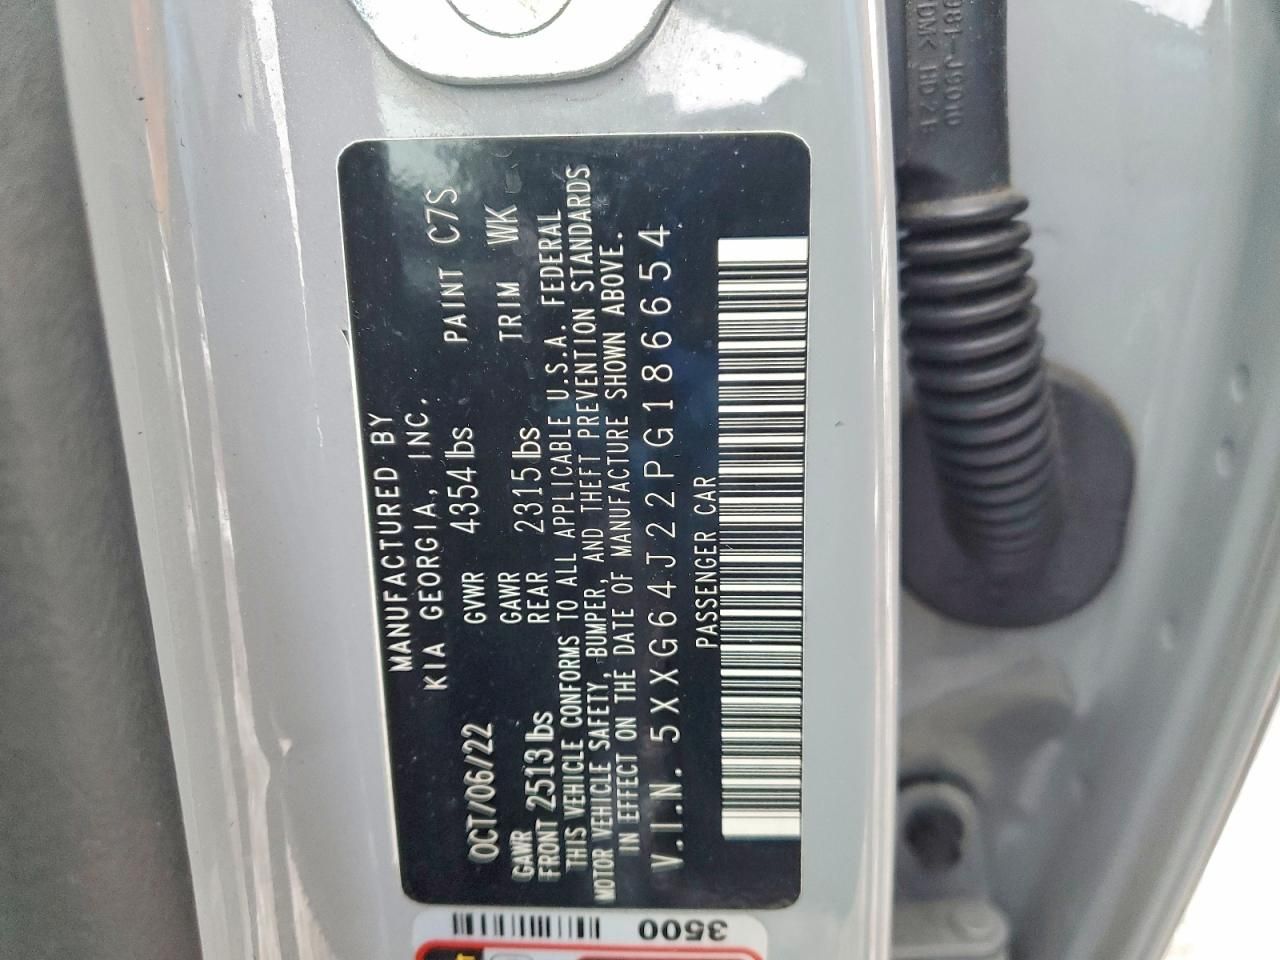 MANUFACTURED BY
KIA GEORGIA, INC.
OCT/06/22 GVWR 4354 lbs PAINT C7S
GAWR FRONT 2513 lbs GAWR REAR 2315 lbs TRIM WK
THIS VEHICLE CONFORMS TO ALL APPLICABLE U.S.A. FEDERAL
MOTOR VEHICLE SAFETY, BUMPER, AND THEFT PREVENTION STANDARDS
IN EFFECT ON THE DATE OF MANUFACTURE SHOWN ABOVE.
V.I.N. 5XXG64J22PG186654
PASSENGER CAR
3500